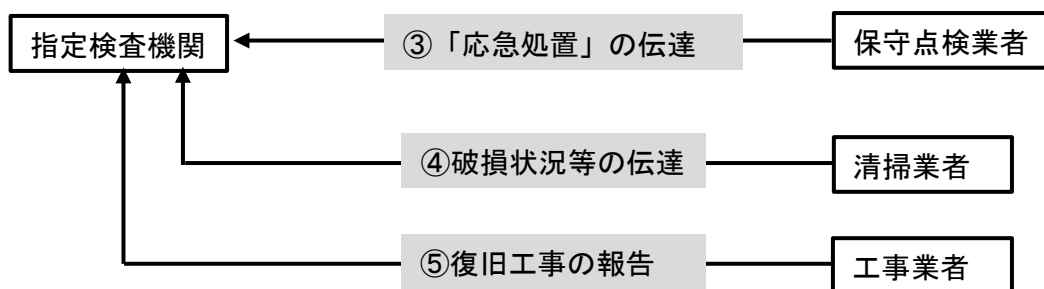 指定検査機関
③「応急処置」の伝達
保守点検業者
④破損状況等の伝達
清掃業者
⑤復旧工事の報告
工事業者